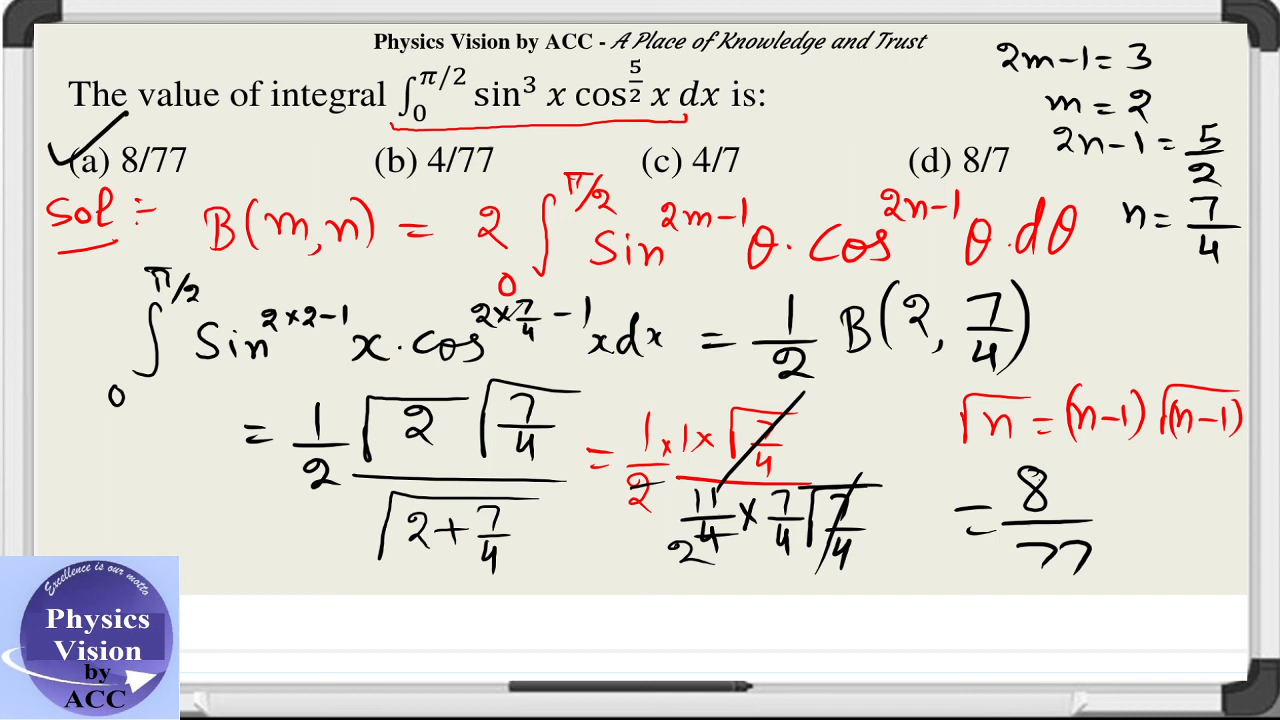 Physics Vision by ACC - A Place of Knowledge and Trust
The value of integral ∫₀^{π/2} sin³ x cos^{5/2} x dx is:
(a) 8/77 (b) 4/77 (c) 4/7 (d) 8/7
2m-1 = 3
m = 2
2n-1 = 5/2
n = 7/4
Sol :- B(m,n) = 2 ∫₀^{π/2} Sin^{2m-1} θ · Cos^{2n-1} θ · dθ
∫₀^{π/2} Sin^{2×2-1} x · Cos^{2×7/4 -1} x dx = 1/2 B(2, 7/4)
= 1/2 Γ2 Γ(7/4) / Γ(2+7/4) = 1/2 × 1 × Γ(7/4) / (11/4 × 7/4 Γ(7/4)) 2
Γn = (n-1) Γ(n-1)
= 8/77
Excellence is our motto
Physics
Vision
by
ACC